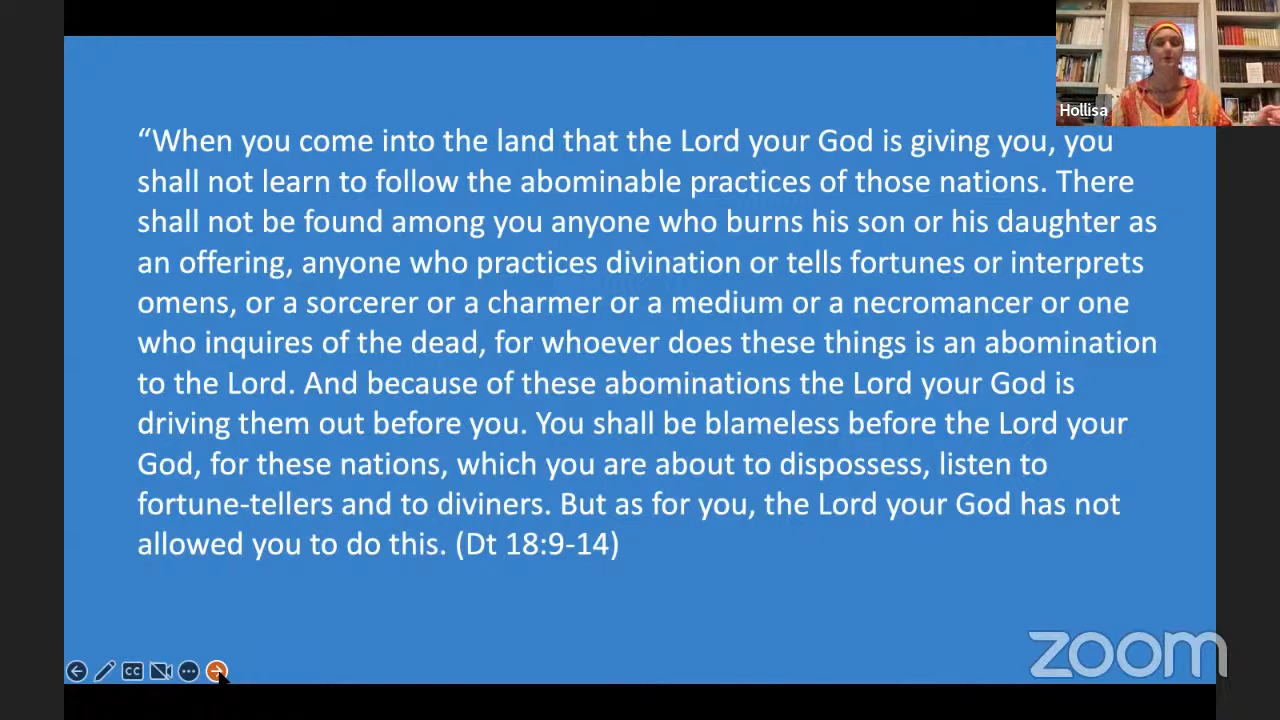 Hollisa
“When you come into the land that the Lord your God is giving you, you
shall not learn to follow the abominable practices of those nations. There
shall not be found among you anyone who burns his son or his daughter as
an offering, anyone who practices divination or tells fortunes or interprets
omens, or a sorcerer or a charmer or a medium or a necromancer or one
who inquires of the dead, for whoever does these things is an abomination
to the Lord. And because of these abominations the Lord your God is
driving them out before you. You shall be blameless before the Lord your
God, for these nations, which you are about to dispossess, listen to
fortune-tellers and to diviners. But as for you, the Lord your God has not
allowed you to do this. (Dt 18:9-14)
CC
zoom